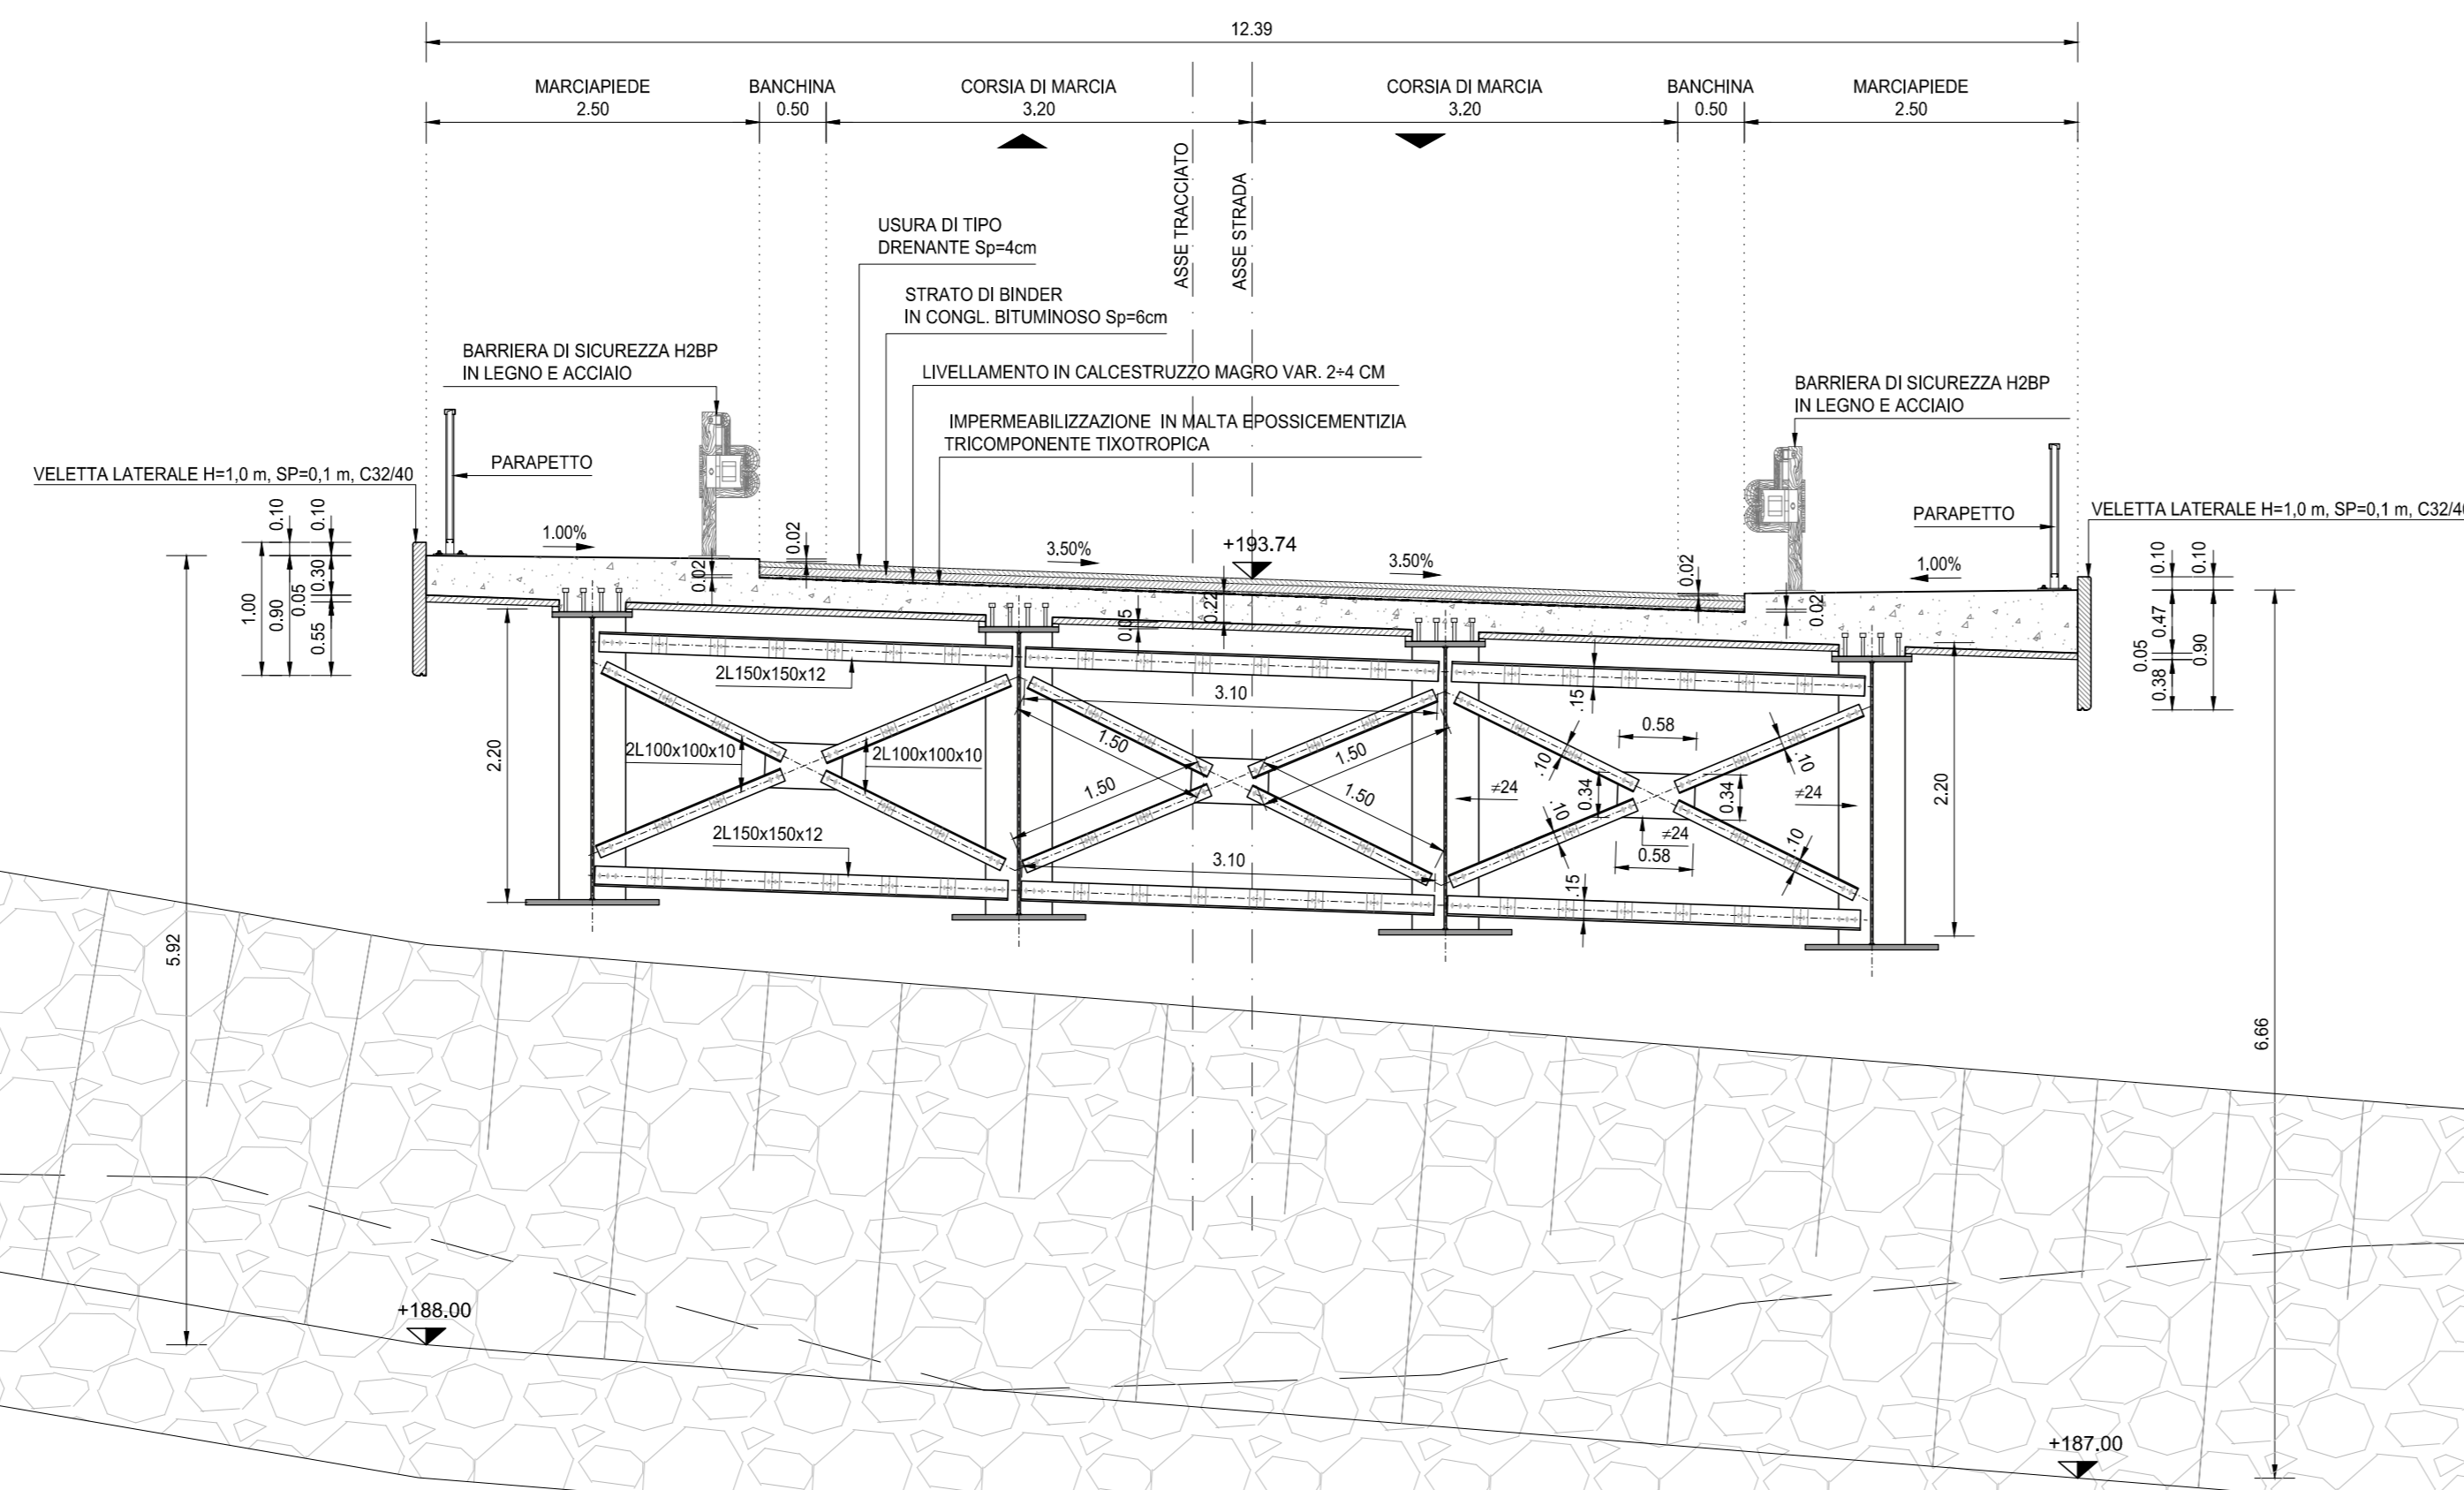 12.39
MARCIAPIEDE
2.50
BANCHINA
0.50
CORSIA DI MARCIA
3.20
CORSIA DI MARCIA
3.20
BANCHINA
0.50
MARCIAPIEDE
2.50
ASSE TRACCIATO
ASSE STRADA
USURA DI TIPO
DRENANTE Sp=4cm
STRATO DI BINDER
IN CONGL. BITUMINOSO Sp=6cm
LIVELLAMENTO IN CALCESTRUZZO MAGRO VAR. 2÷4 CM
IMPERMEABILIZZAZIONE IN MALTA EPOSSICEMENTIZIA
TRICOMPONENTE TIXOTROPICA
BARRIERA DI SICUREZZA H2BP
IN LEGNO E ACCIAIO
BARRIERA DI SICUREZZA H2BP
IN LEGNO E ACCIAIO
PARAPETTO
VELETTA LATERALE H=1,0 m, SP=0,1 m, C32/40
PARAPETTO
VELETTA LATERALE H=1,0 m, SP=0,1 m, C32/4
0.10
0.10
1.00
0.90
0.05
0.30
0.55
1.00%
0.02
0.02
3.50%
+193.74
3.50%
0.02
0.02
1.00%
0.10
0.10
0.47
0.05
0.38
0.90
0.05
0.22
2L150x150x12
2L100x100x10
2L100x100x10
2L150x150x12
2.20
3.10
1.50
1.50
1.50
1.50
3.10
.15
0.58
.10
.10
0.34
0.34
≠24
≠24
.10
≠24
0.58
.10
.15
2.20
5.92
6.66
+188.00
+187.00